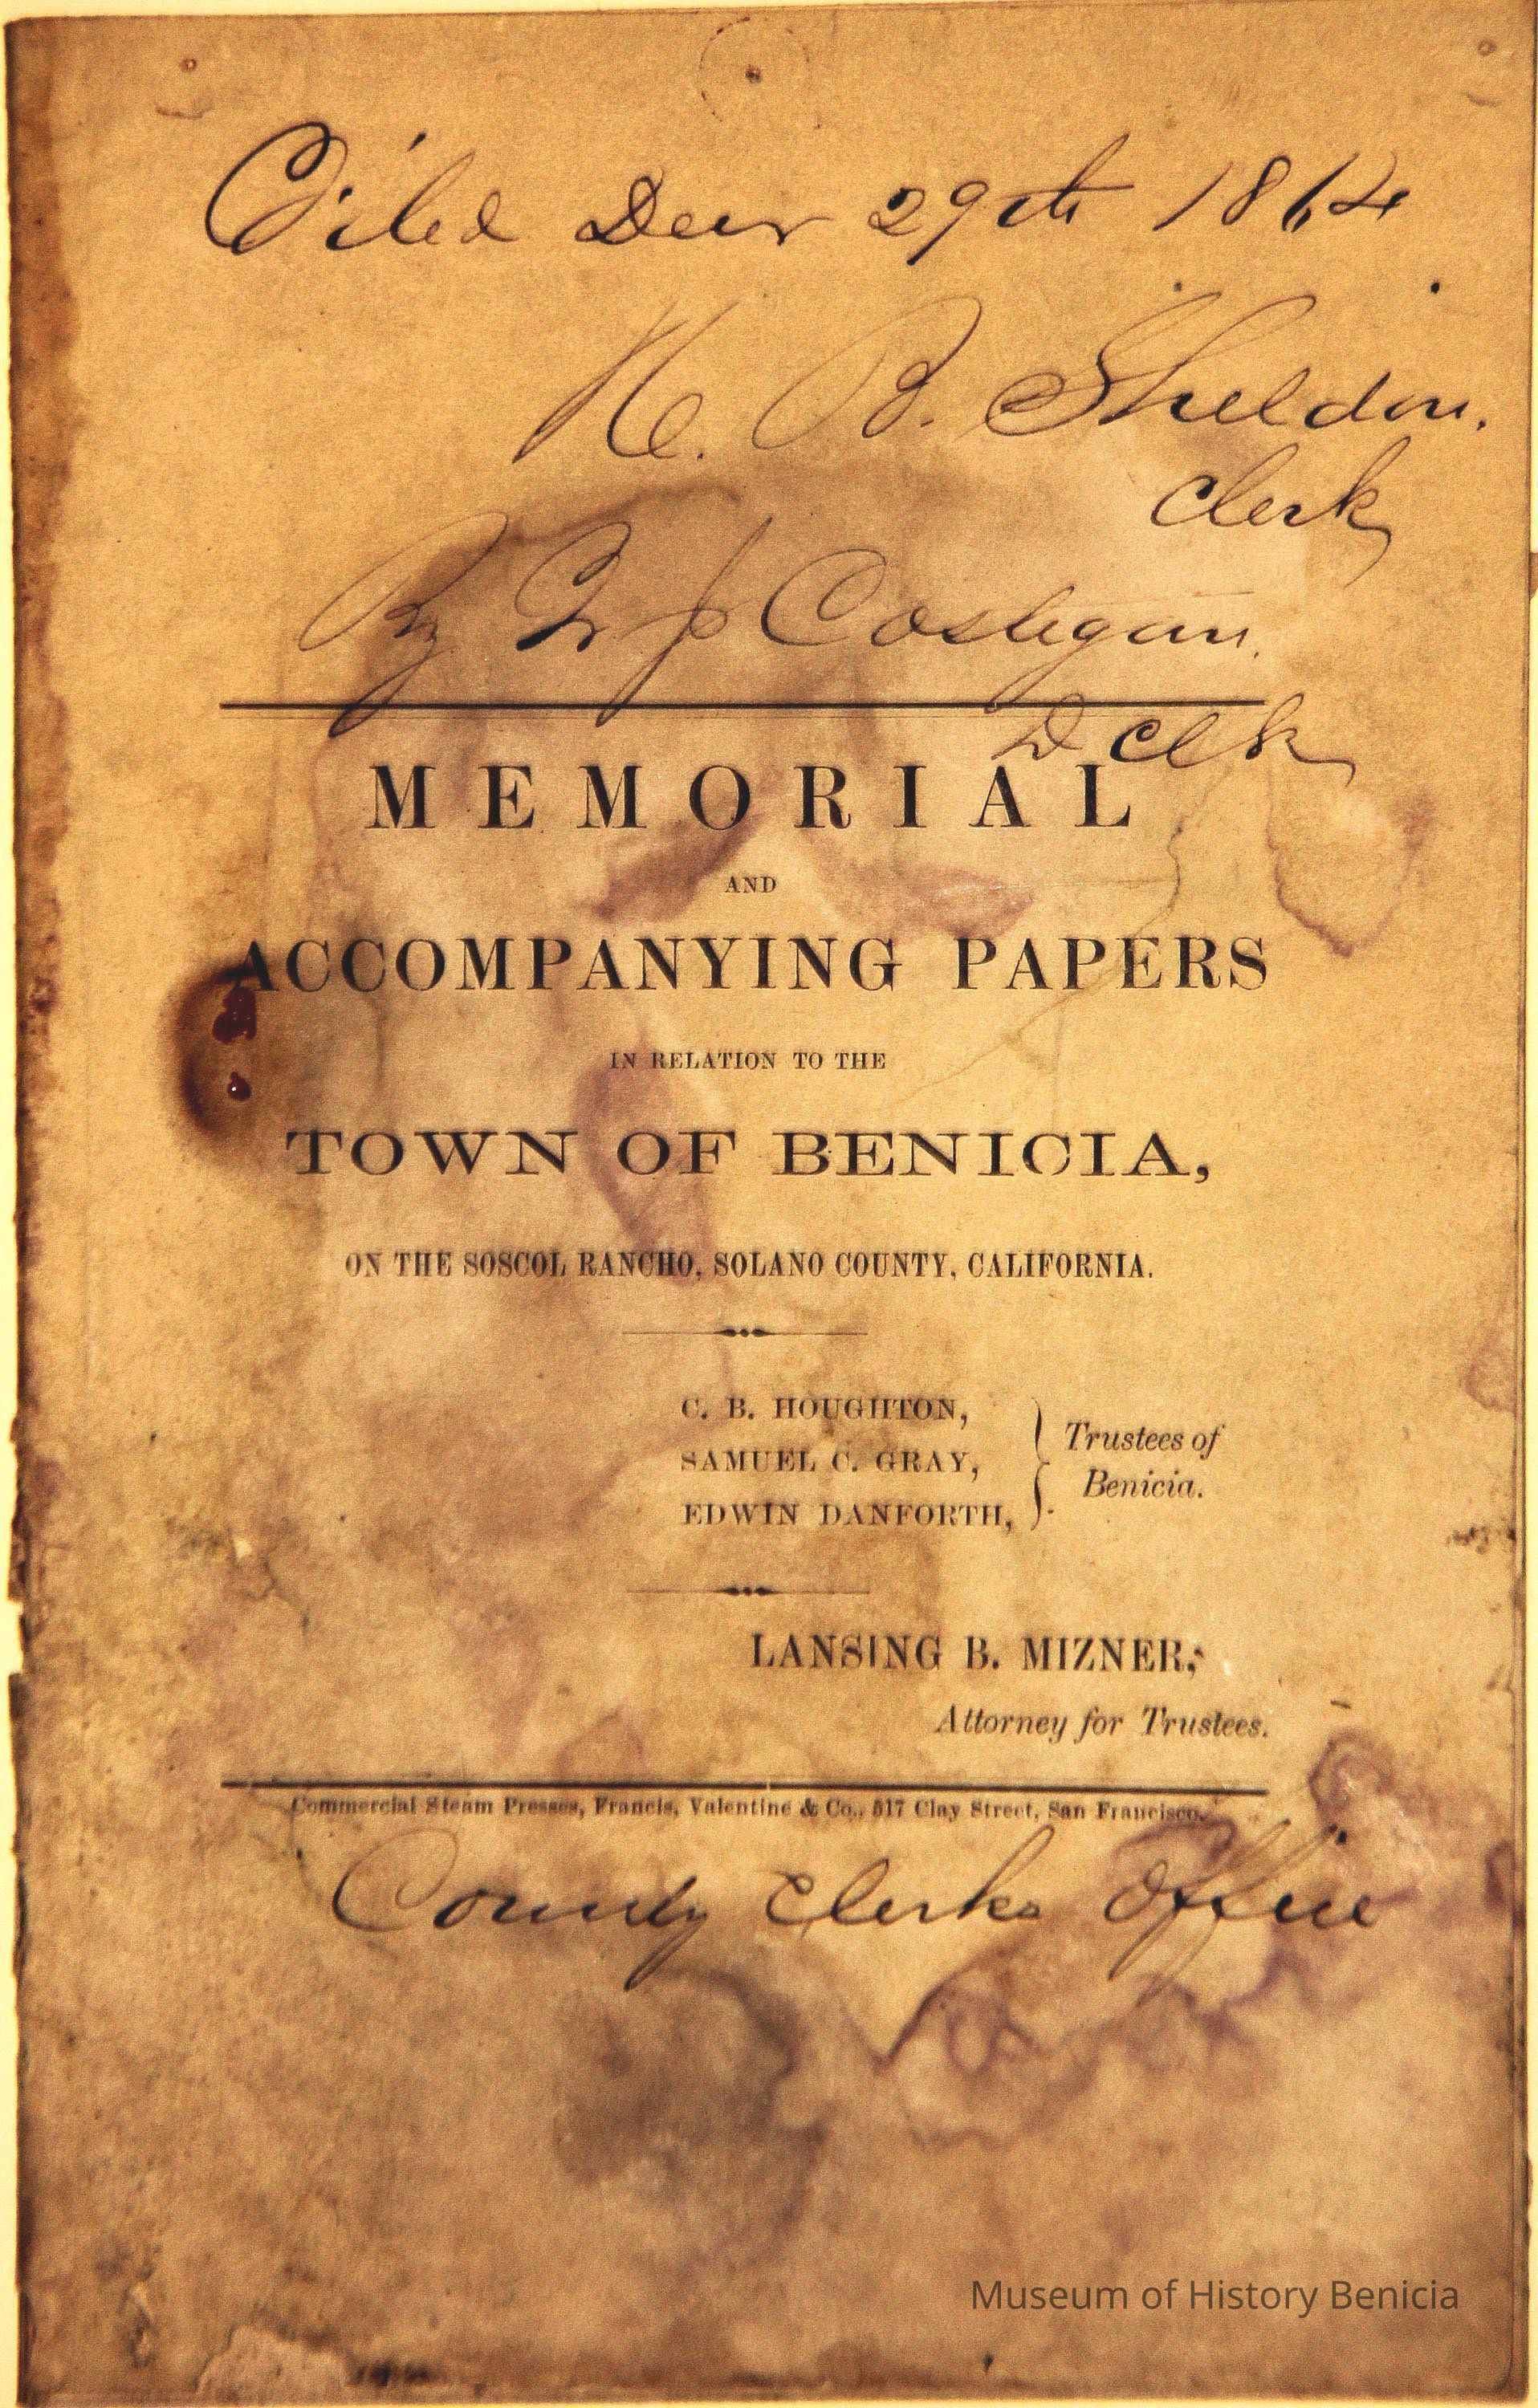 Filed Decr 29th 1864
B. Sheldon.
Clerk
By J Costigan.
D Clk
MEMORIAL
AND
ACCOMPANYING PAPERS
IN RELATION TO THE
TOWN OF BENICIA,
ON THE SOSCOL RANCHO, SOLANO COUNTY, CALIFORNIA.
C. B. HOUGHTON,
SAMUEL C. GRAY,
EDWIN DANFORTH,
Trustees of
Benicia.
LANSING B. MIZNER,
Attorney for Trustees.
Commercial Steam Presses, Francis, Valentine & Co., 517 Clay Street, San Francisco.
County Clerks Office
Museum of History Benicia